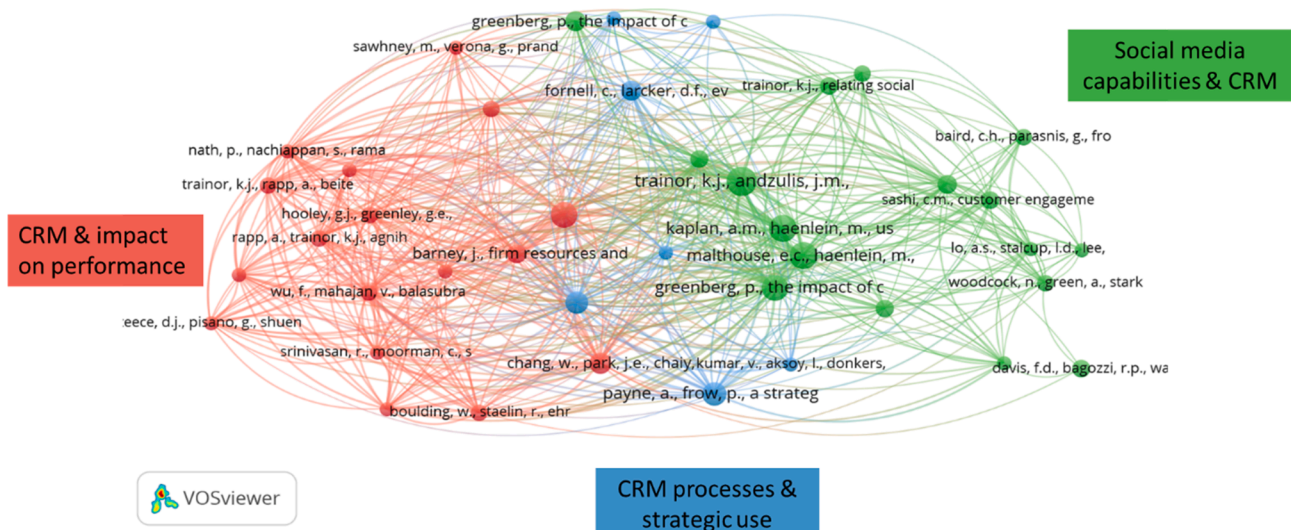 greenberg, p., the impact of c
sawhney, m., verona, g., prand
Social media
capabilities & CRM
fornell, c., larcker, d.f., ev
trainor, k.j., relating social
baird, c.h., parasnis, g., fro
nath, p., nachiappan, s., rama
trainor, k.j., rapp, a., beite
trainor, k.j., andzulis, j.m.,
sashi, c.m., customer engageme
hooley, g.j., greenley, g.e.,
kaplan, a.m., haenlein, m., us
CRM & impact
on performance
rapp, a., trainor, k.j., agnih
barney, j., firm resources and
malthouse, e.c., haenlein, m.,
lo, a.s., stalcup, l.d., lee,
wu, f., mahajan, v., balasubra
greenberg, p., the impact of c
woodcock, n., green, a., stark
:eece, d.j., pisano, g., shuen
srinivasan, r., moorman, c., s
chang, w., park, j.e., chaiy,kumar, v., aksoy, l., donkers,
davis, f.d., bagozzi, r.p., wa
payne, a., frow, p., a strateg
boulding, w., staelin, r., ehr
VOSviewer
CRM processes &
strategic use